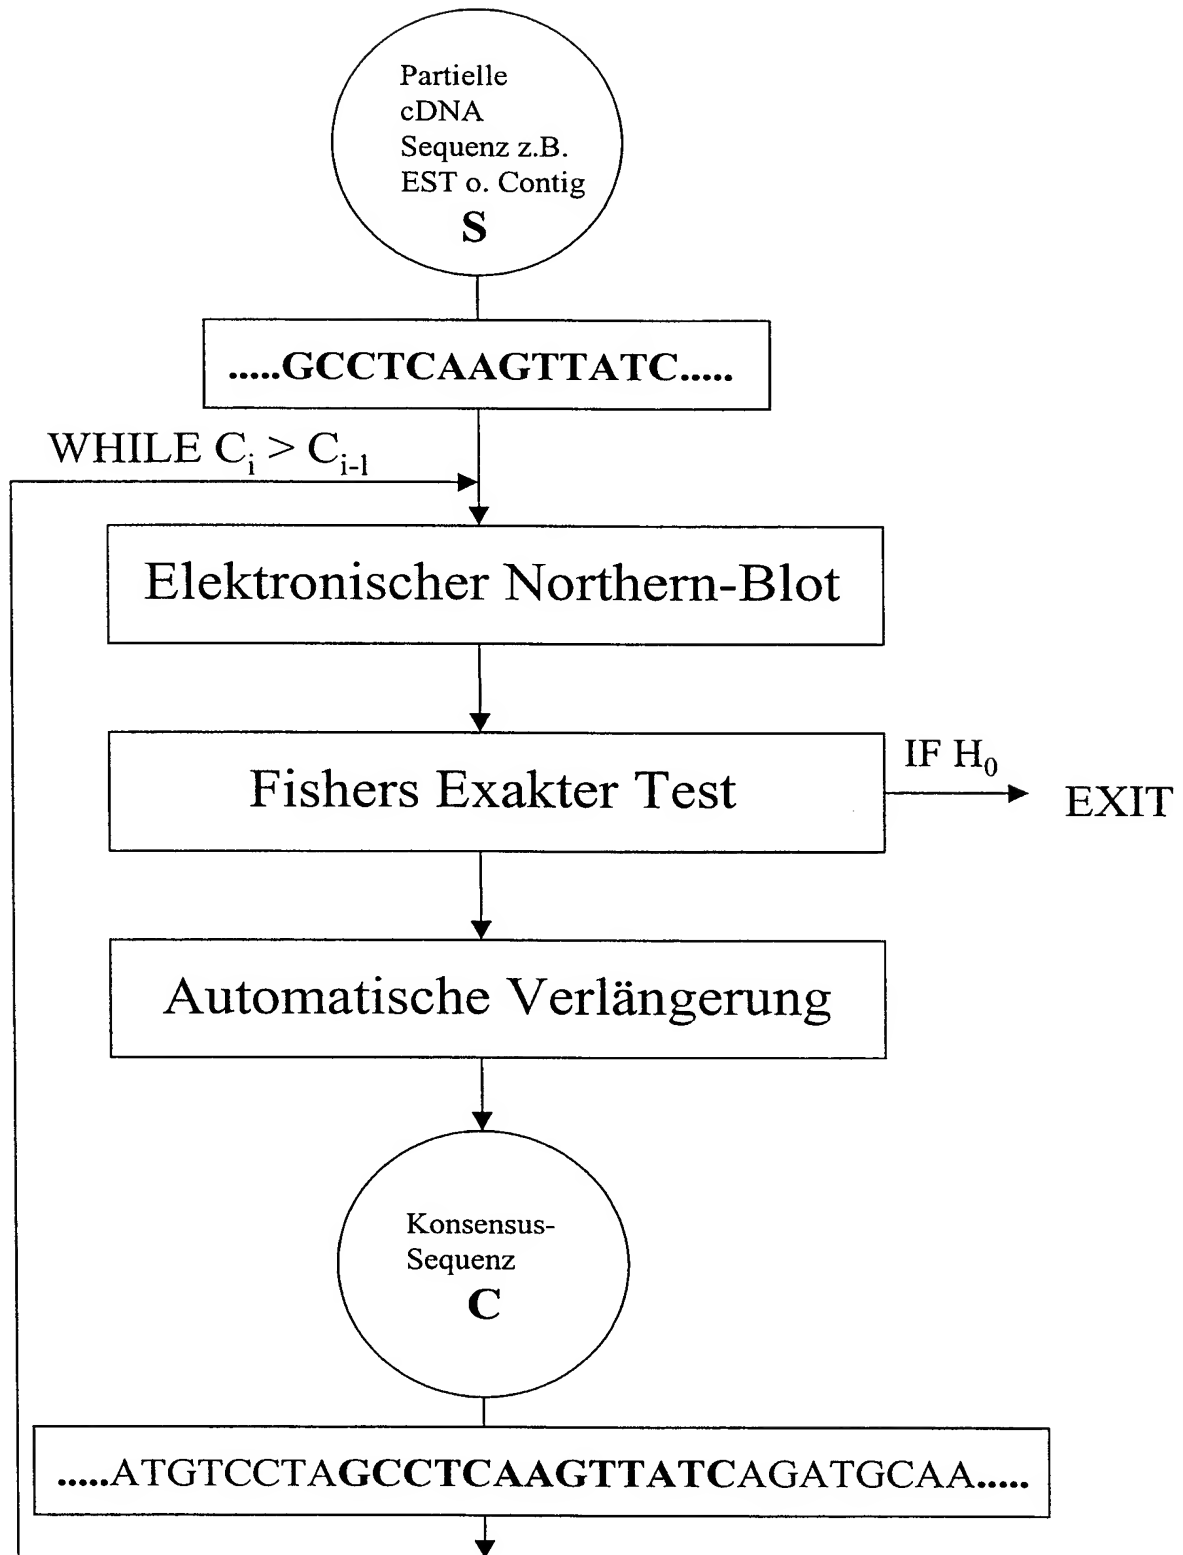 Partielle
cDNA
Sequenz z.B.
EST o. Contig
S
.....GCCTCAAGTTATC.....
WHILE Cᵢ > Cᵢ₋₁
Elektronischer Northern-Blot
Fishers Exakter Test
IF H₀
EXIT
Automatische Verlängerung
Konsensus-
Sequenz
C
.....ATGTCCTAGCCTCAAGTTATCAGATGCAA.....